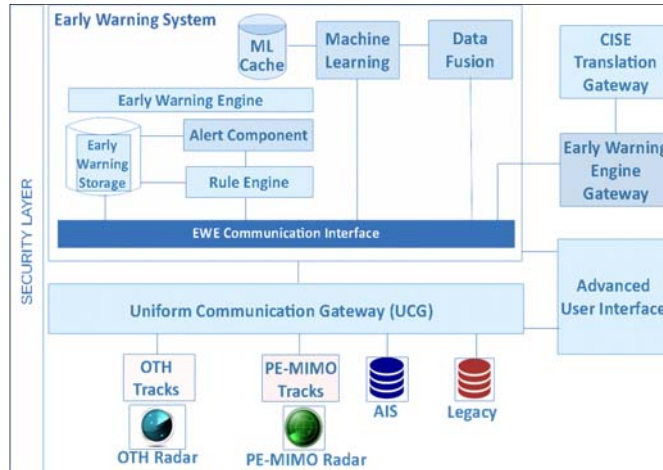 Early Warning System
ML
Cache
Machine
Learning
Data
Fusion
CISE
Translation
Gateway
Early Warning Engine
Early
Warning
Storage
Alert Component
Rule Engine
Early Warning
Engine
Gateway
EWE Communication Interface
SECURITY LAYER
Uniform Communication Gateway (UCG)
Advanced
User Interface
OTH
Tracks
PE-MIMO
Tracks
AIS
Legacy
OTH Radar
PE-MIMO Radar